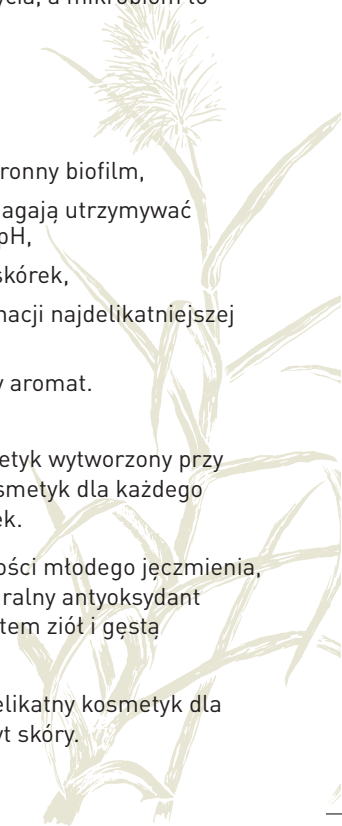 ycia, a mikrobiom to
ronny biofilm,
agają utrzymywać
pH,
skórek,
nacji najdelikatniejszej
y aromat.
etyk wytworzony przy
smetyk dla każdego
ek.
ości młodego jęczmienia,
ralny antyoksydant
tem ziół i gęstą
elikatny kosmetyk dla
yt skóry.